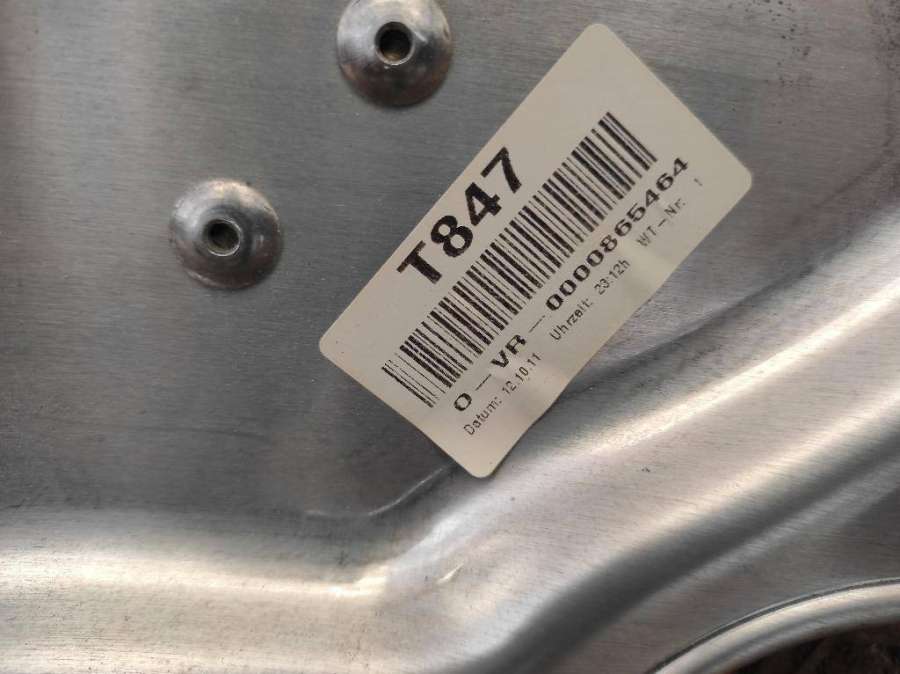 T847
O-VR-0000865464
Datum: 12.10.11 Uhrzeit: 23:12h WT-Nr: 1